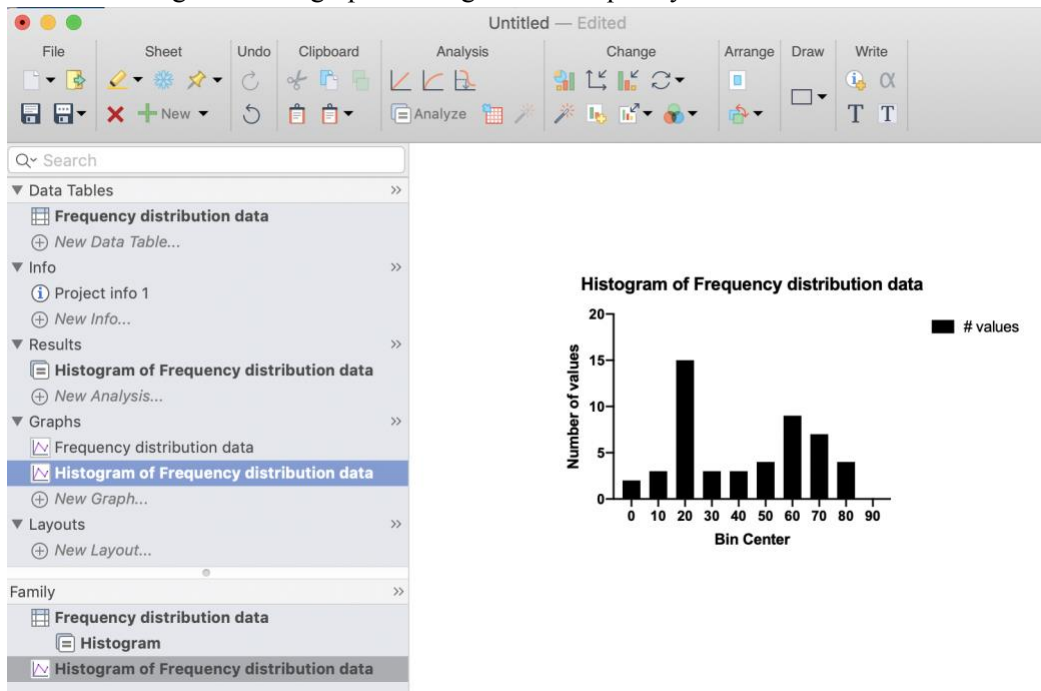 Untitled — Edited
File Sheet Undo Clipboard Analysis Change Arrange Draw Write
New Analyze
Search
Data Tables
Frequency distribution data
New Data Table...
Info
Project info 1
New Info...
Results
Histogram of Frequency distribution data
New Analysis...
Graphs
Frequency distribution data
Histogram of Frequency distribution data
New Graph...
Layouts
New Layout...
Family
Frequency distribution data
Histogram
Histogram of Frequency distribution data
Histogram of Frequency distribution data
# values
Number of values
20
15
10
5
0
0 10 20 30 40 50 60 70 80 90
Bin Center